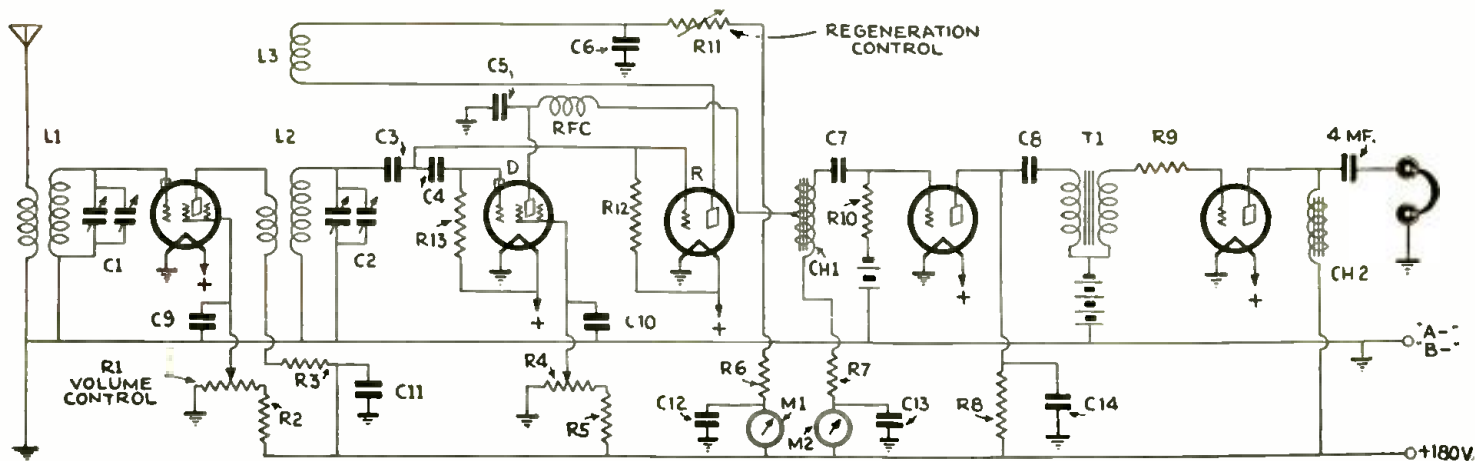 L3
C6
R11
REGENERATION
CONTROL
C5
RFC
L1
L2
C3
C4
D
R
R12
R13
C7
R10
CH1
C8
T1
R9
4 MF.
CH2
C1
C2
C9
C10
+
+
+
+
+
"A-"
"B-"
R1
VOLUME
CONTROL
R2
R3
C11
R4
R5
R6
R7
C12
M1
M2
C13
R8
C14
+180V.